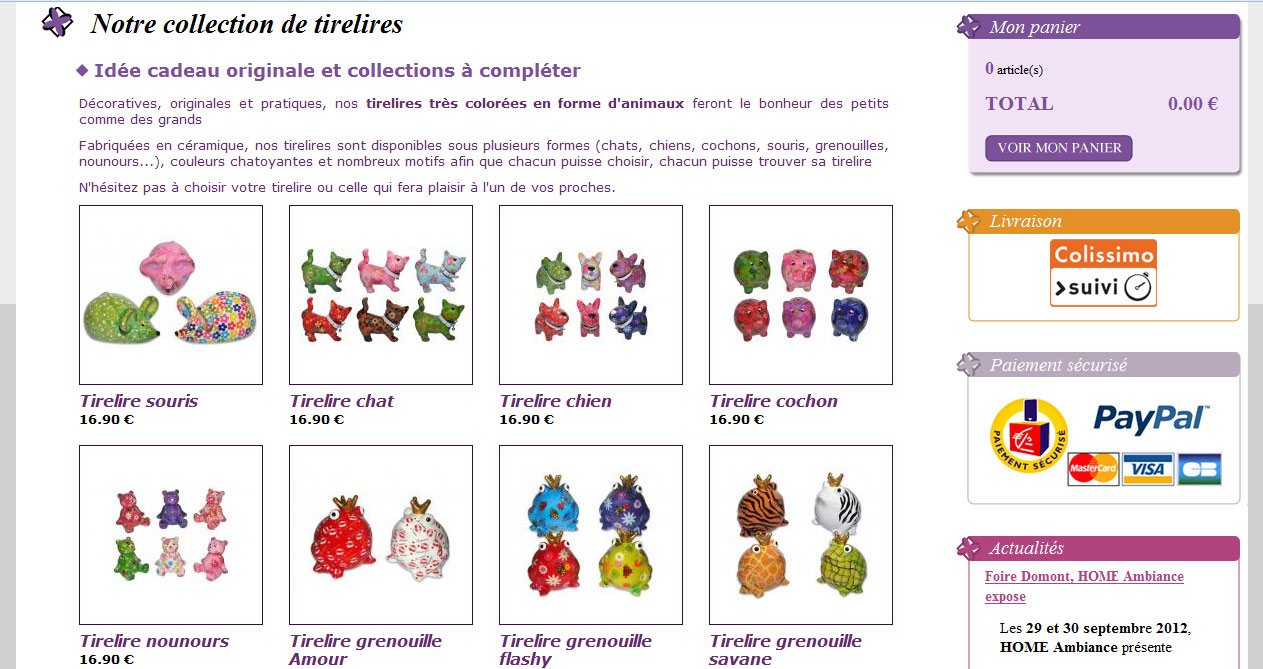 Notre collection de tirelires
Idée cadeau originale et collections à compléter
Décoratives, originales et pratiques, nos tirelires très colorées en forme d'animaux feront le bonheur des petits
comme des grands
Fabriquées en céramique, nos tirelires sont disponibles sous plusieurs formes (chats, chiens, cochons, souris, grenouilles,
nounours...), couleurs chatoyantes et nombreux motifs afin que chacun puisse choisir, chacun puisse trouver sa tirelire
N'hésitez pas à choisir votre tirelire ou celle qui fera plaisir à l'un de vos proches.
Tirelire souris
16.90 €
Tirelire chat
16.90 €
Tirelire chien
16.90 €
Tirelire cochon
16.90 €
Tirelire nounours
16.90 €
Tirelire grenouille
Amour
Tirelire grenouille
flashy
Tirelire grenouille
savane
Mon panier
0 article(s)
TOTAL 0.00 €
VOIR MON PANIER
Livraison
Colissimo
suivi
Paiement sécurisé
PAIEMENT SÉCURISÉ
PayPal™
MasterCard
VISA
CB
Actualités
Foire Domont, HOME Ambiance
expose
Les 29 et 30 septembre 2012,
HOME Ambiance présente